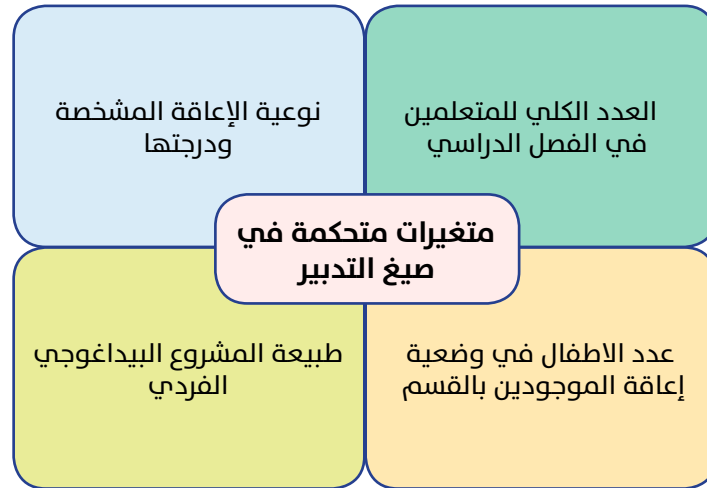 العدد الكلي للمتعلمين
في الفصل الدراسي
نوعية الإعاقة المشخصة
ودرجتها
متغيرات متحكمة في
صيغ التدبير
عدد الاطفال في وضعية
إعاقة الموجودين بالقسم
طبيعة المشروع البيداغوجي
الفردي